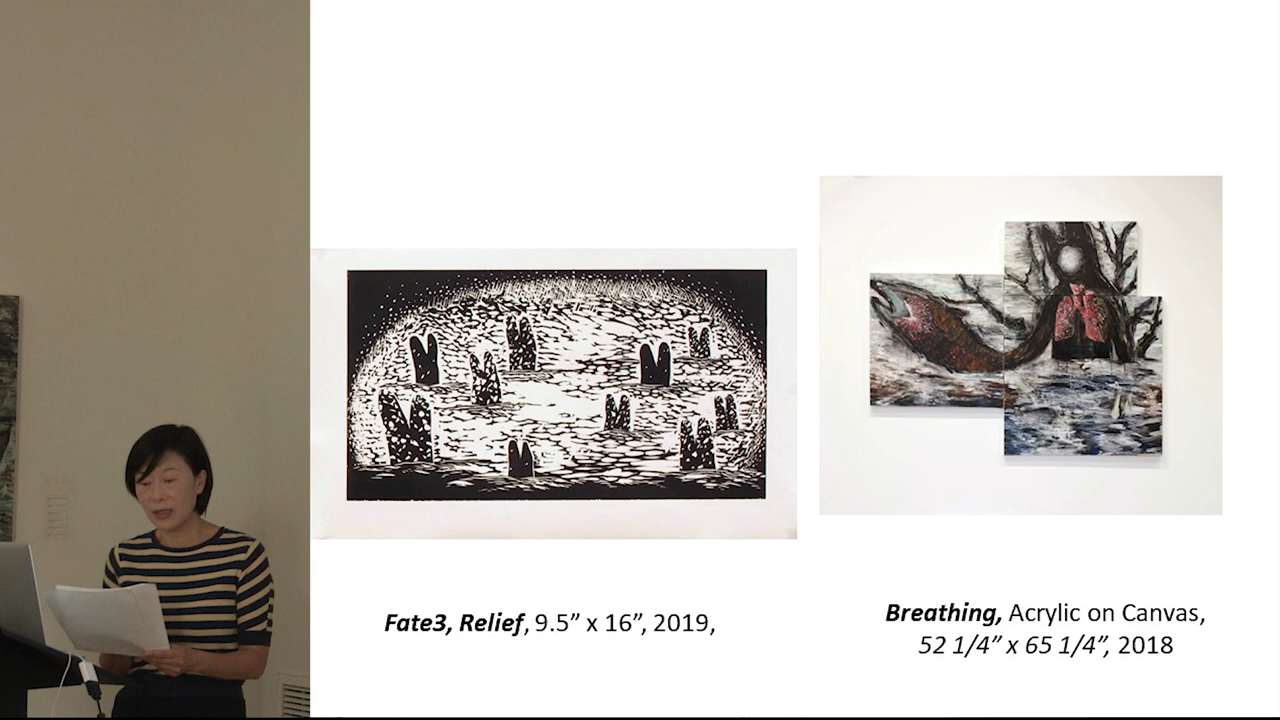 Fate3, Relief, 9.5” x 16”, 2019,
Breathing, Acrylic on Canvas,
52 1/4” x 65 1/4”, 2018